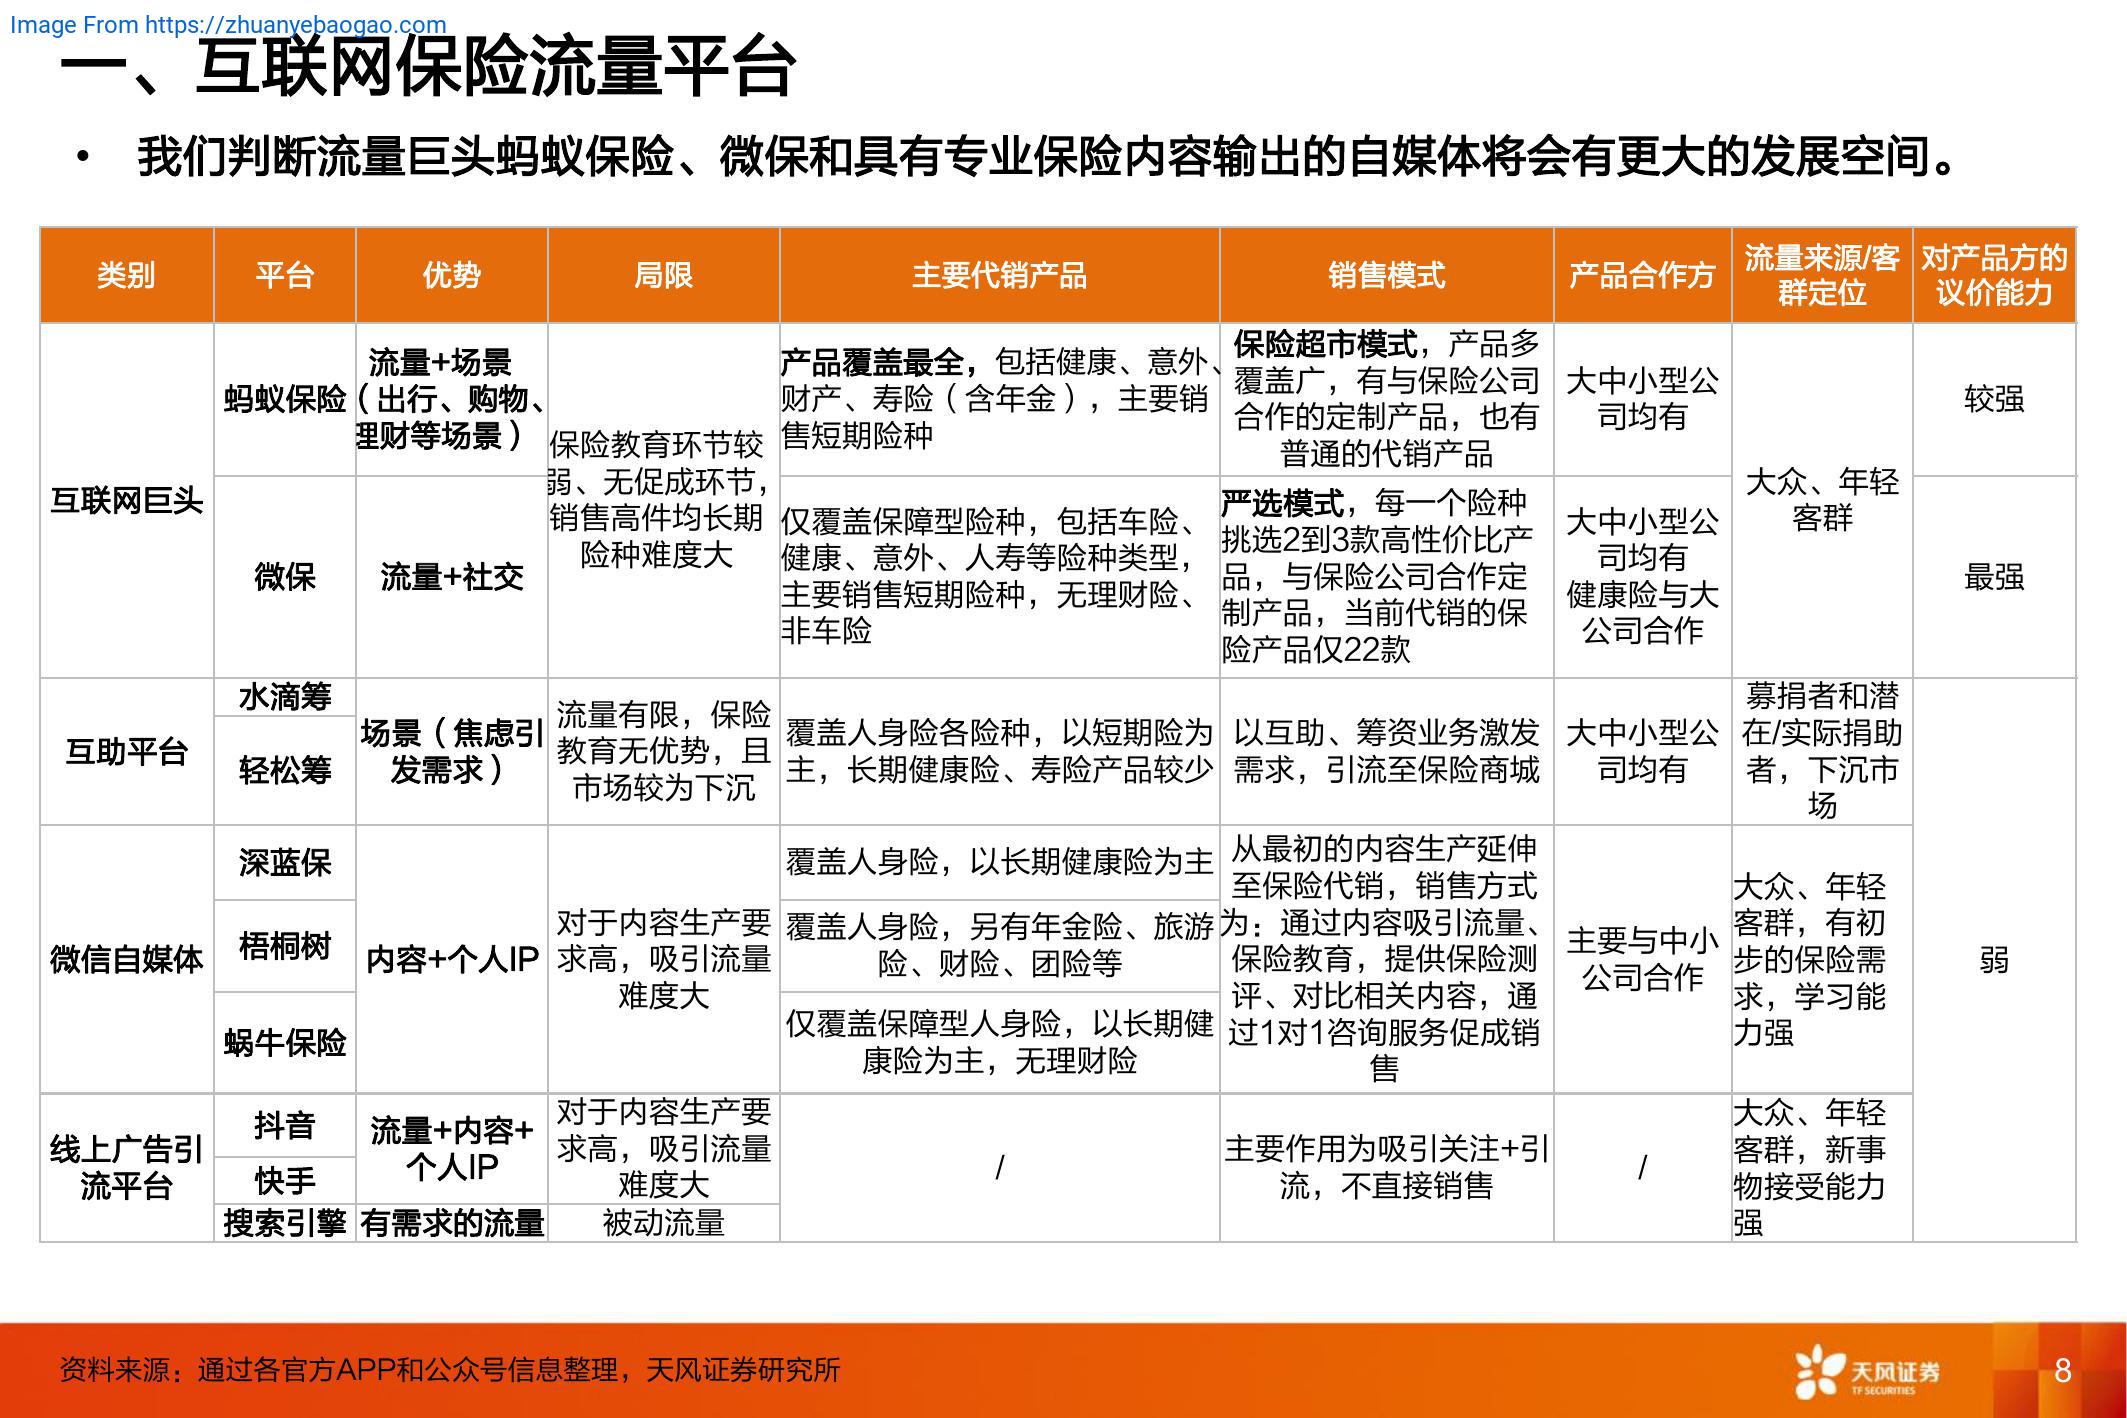 Image From https://zhuanyebaogao.com
一、互联网保险流量平台
• 我们判断流量巨头蚂蚁保险、微保和具有专业保险内容输出的自媒体将会有更大的发展空间。
类别
平台
优势
局限
主要代销产品
销售模式
产品合作方
流量来源/客
群定位
对产品方的
议价能力
互联网巨头
蚂蚁保险
流量+场景
（出行、购物、
理财等场景）
保险教育环节较
弱、无促成环节，
销售高件均长期
险种难度大
产品覆盖最全，包括健康、意外、
财产、寿险（含年金），主要销
售短期险种
保险超市模式，产品多
覆盖广，有与保险公司
合作的定制产品，也有
普通的代销产品
大中小型公
司均有
大众、年轻
客群
较强
微保
流量+社交
仅覆盖保障型险种，包括车险、
健康、意外、人寿等险种类型，
主要销售短期险种，无理财险、
非车险
严选模式，每一个险种
挑选2到3款高性价比产
品，与保险公司合作定
制产品，当前代销的保
险产品仅22款
大中小型公
司均有
健康险与大
公司合作
最强
互助平台
水滴筹
轻松筹
场景（焦虑引
发需求）
流量有限，保险
教育无优势，且
市场较为下沉
覆盖人身险各险种，以短期险为
主，长期健康险、寿险产品较少
以互助、筹资业务激发
需求，引流至保险商城
大中小型公
司均有
募捐者和潜
在/实际捐助
者，下沉市
场
弱
微信自媒体
深蓝保
梧桐树
蜗牛保险
内容+个人IP
对于内容生产要
求高，吸引流量
难度大
覆盖人身险，以长期健康险为主
覆盖人身险，另有年金险、旅游
险、财险、团险等
仅覆盖保障型人身险，以长期健
康险为主，无理财险
从最初的内容生产延伸
至保险代销，销售方式
为：通过内容吸引流量、
保险教育，提供保险测
评、对比相关内容，通
过1对1咨询服务促成销
售
主要与中小
公司合作
大众、年轻
客群，有初
步的保险需
求，学习能
力强
线上广告引
流平台
抖音
快手
搜索引擎
流量+内容+
个人IP
有需求的流量
对于内容生产要
求高，吸引流量
难度大
被动流量
/
主要作用为吸引关注+引
流，不直接销售
/
大众、年轻
客群，新事
物接受能力
强
资料来源：通过各官方APP和公众号信息整理，天风证券研究所
天风证券
TF SECURITIES
8